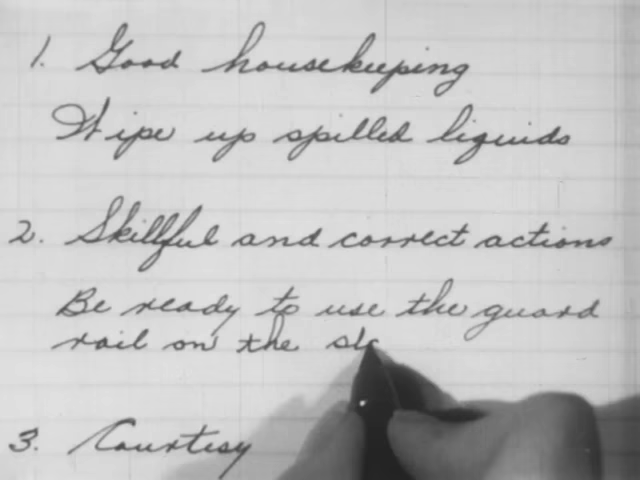 1. Good housekeeping
Wipe up spilled liquids
2. Skillful and correct actions
Be ready to use the guard
rail on the
3. Courtesy